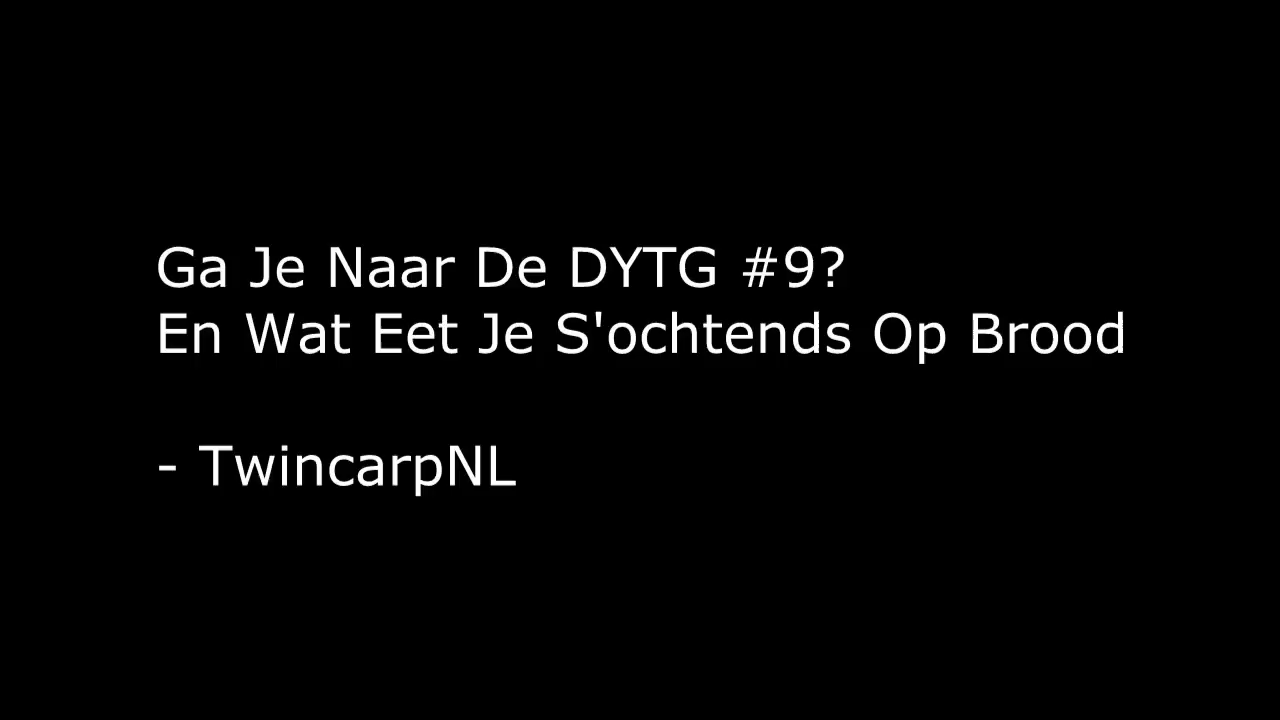 Ga Je Naar De DYTG #9?
En Wat Eet Je S'ochtends Op Brood
- TwincarpNL